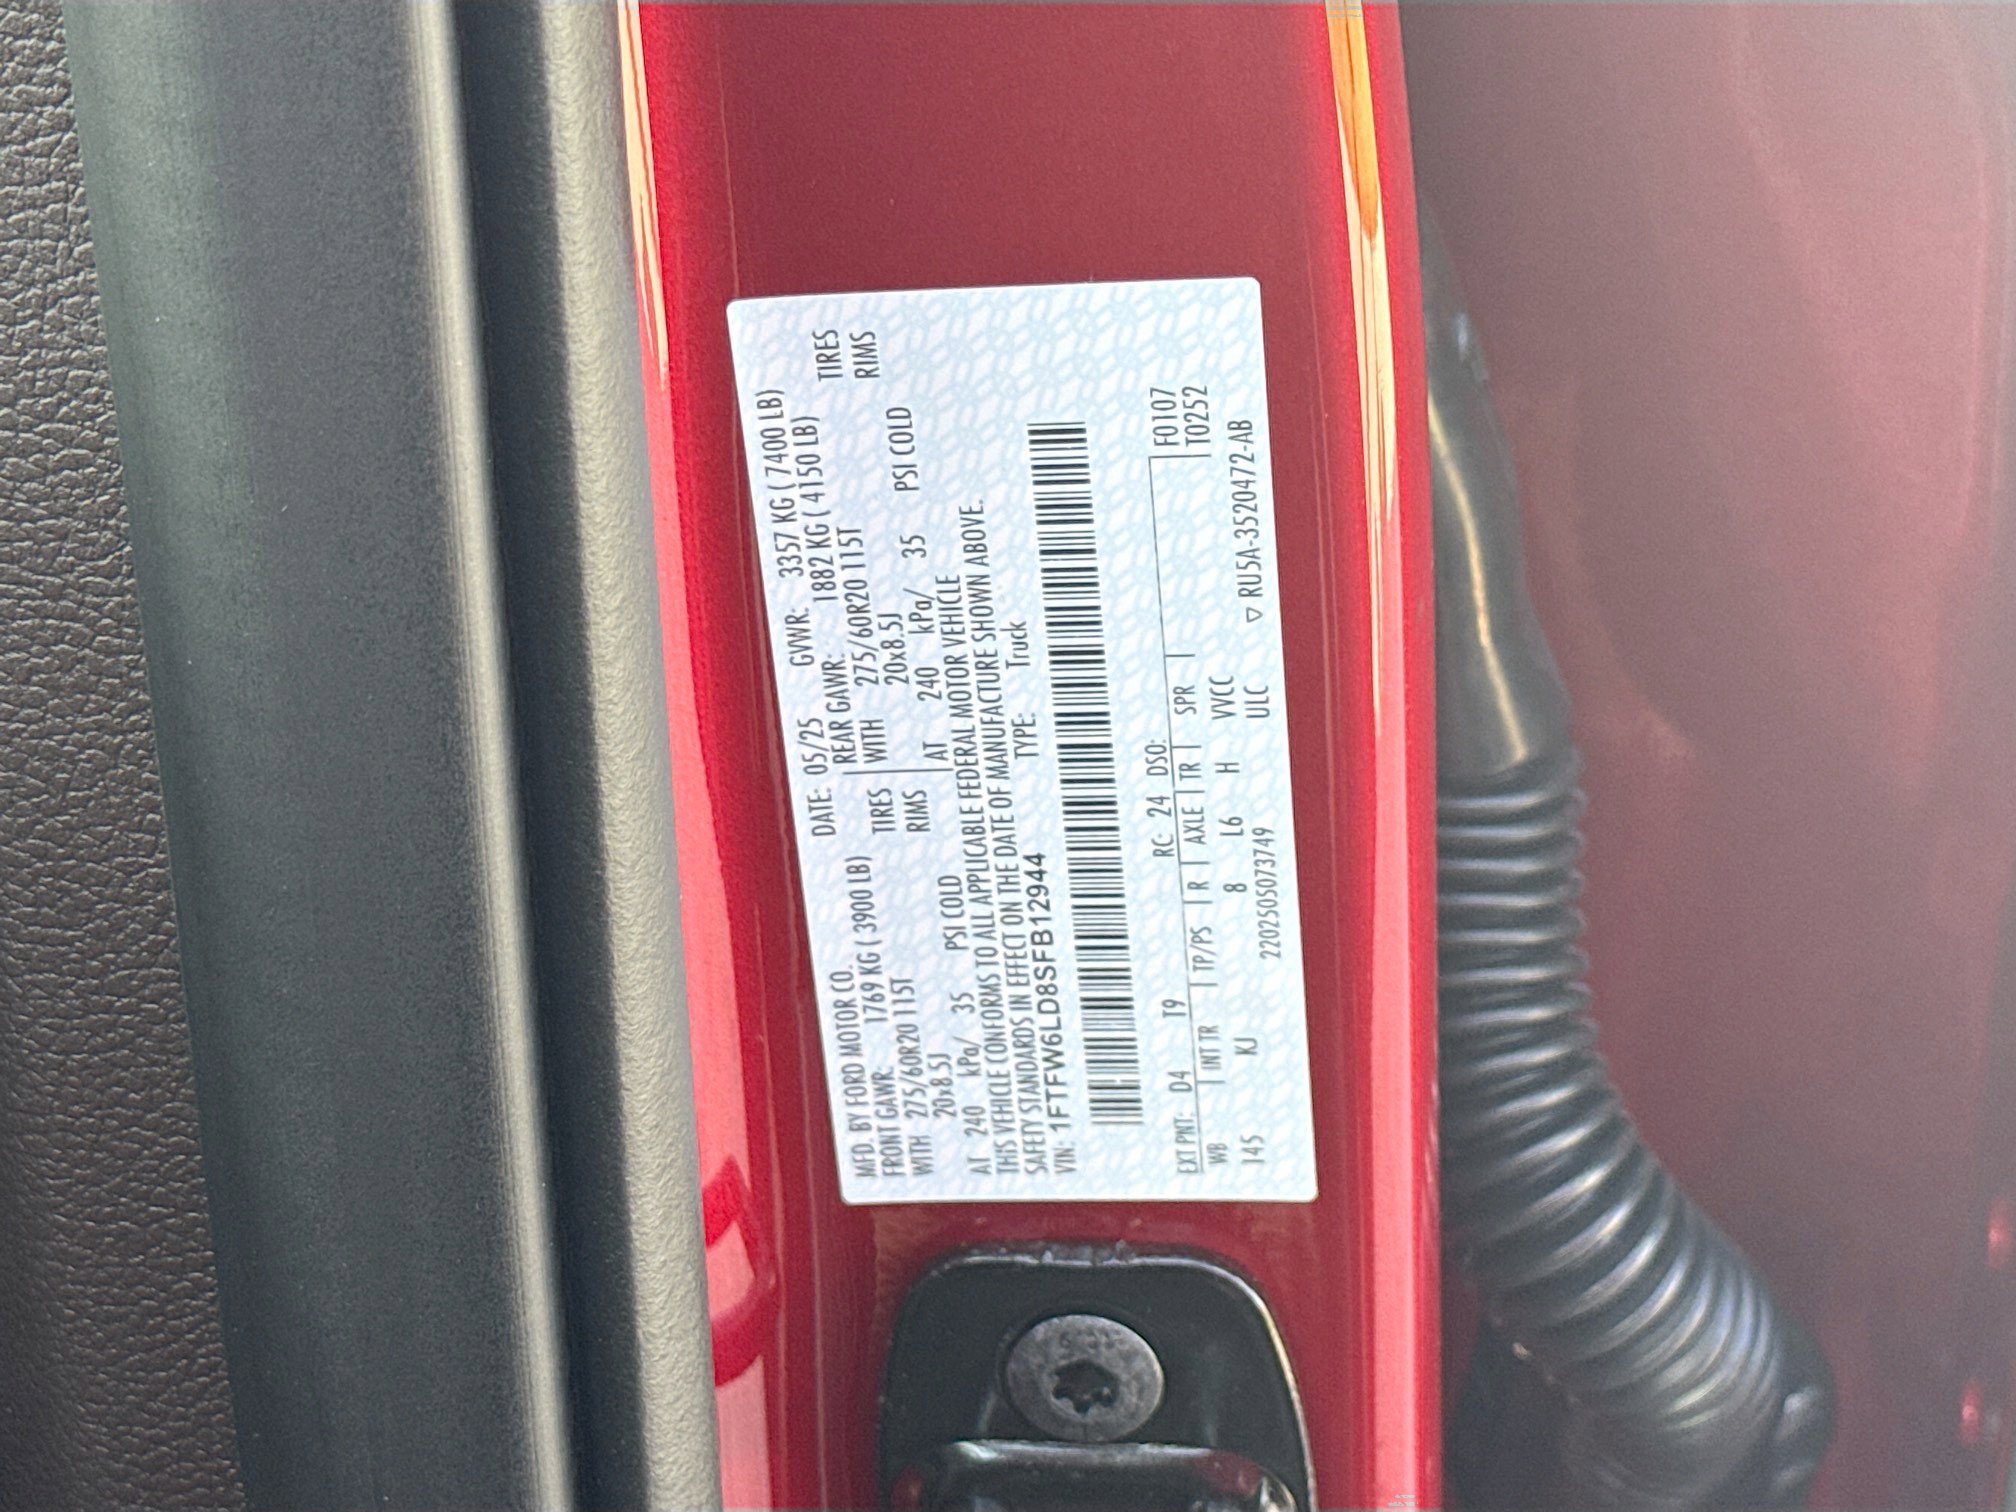 MFD. BY FORD MOTOR CO. DATE: 05/25 GVWR: 3357 KG ( 7400 LB)
FRONT GAWR: 1769 KG ( 3900 LB) REAR GAWR: 1882 KG ( 4150 LB)
WITH 275/60R20 115T TIRES WITH 275/60R20 115T TIRES
20x8.5J RIMS 20x8.5J RIMS
AT 240 kPa/ 35 PSI COLD AT 240 kPa/ 35 PSI COLD
THIS VEHICLE CONFORMS TO ALL APPLICABLE FEDERAL MOTOR VEHICLE
SAFETY STANDARDS IN EFFECT ON THE DATE OF MANUFACTURE SHOWN ABOVE.
VIN: 1FTFW6LD8SFB12944 TYPE: Truck
F0107
EXT PNT: D4 T9 RC: 24 DSO: T0252
WB INT TR TP/PS R AXLE TR SPR
145 KJ 8 L6 H WCC
ULC
2202505073749 ▽ RU5A-3520472-AB